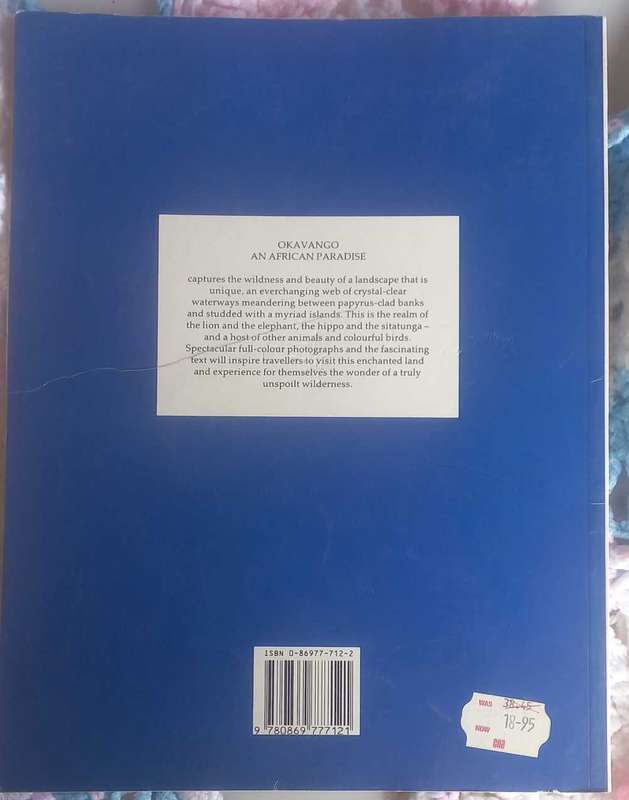 OKAVANGO
AN AFRICAN PARADISE
captures the wildness and beauty of a landscape that is
unique, an everchanging web of crystal-clear
waterways meandering between papyrus-clad banks
and studded with a myriad islands. This is the realm of
the lion and the elephant, the hippo and the sitatunga –
and a host of other animals and colourful birds.
Spectacular full-colour photographs and the fascinating
text will inspire travellers to visit this enchanted land
and experience for themselves the wonder of a truly
unspoilt wilderness.
ISBN 0-86977-712-2
9 780869 777121
WAS 38.45
NOW 18-95